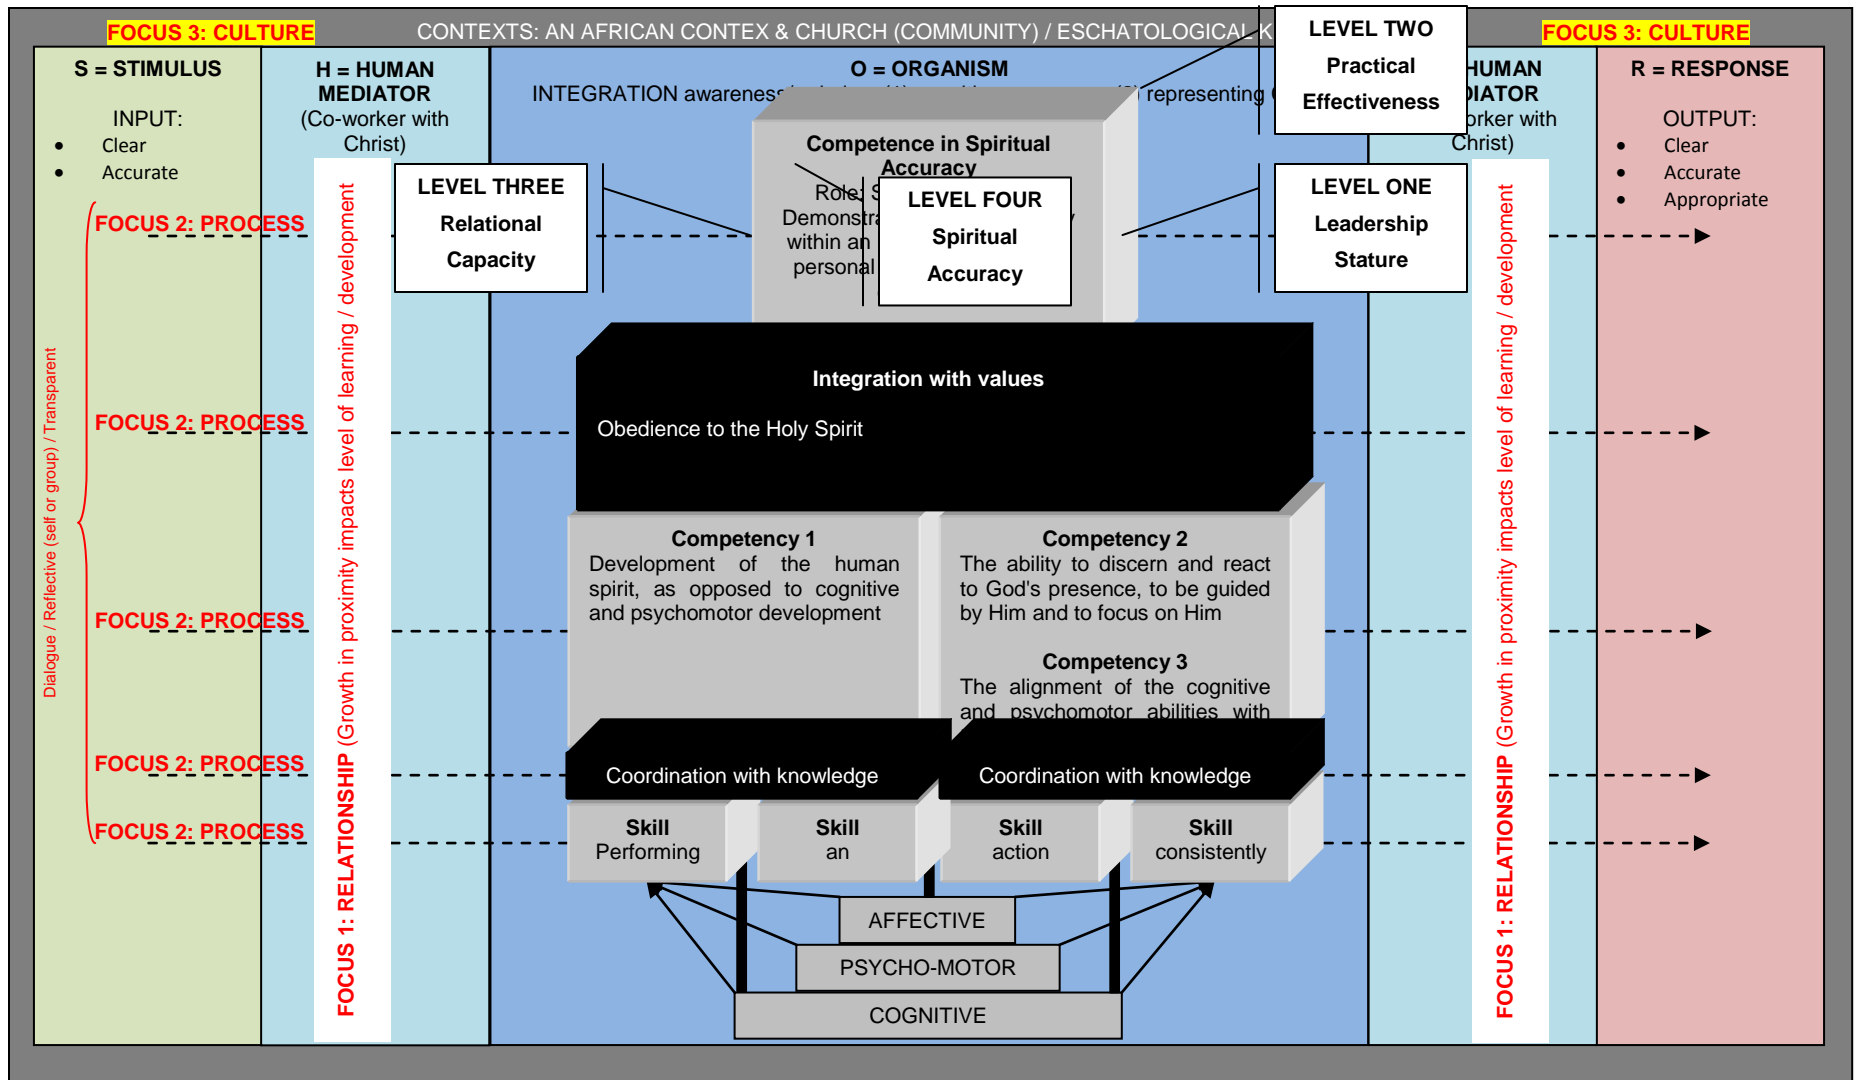 FOCUS 3: CULTURE
CONTEXTS: AN AFRICAN CONTEX & CHURCH (COMMUNITY) / ESCHATOLOGICAL K
FOCUS 3: CULTURE
S = STIMULUS
INPUT:
• Clear
• Accurate
FOCUS 2: PROCESS
FOCUS 2: PROCESS
FOCUS 2: PROCESS
FOCUS 2: PROCESS
FOCUS 2: PROCESS
Dialogue / Reflective (self or group) / Transparent
H = HUMAN
MEDIATOR
(Co-worker with
Christ)
FOCUS 1: RELATIONSHIP (Growth in proximity impacts level of learning / development
O = ORGANISM
INTEGRATION awareness
representing
LEVEL TWO
Practical
Effectiveness
LEVEL THREE
Relational
Capacity
LEVEL FOUR
Spiritual
Accuracy
LEVEL ONE
Leadership
Stature
Competence in Spiritual
Accuracy
Role: S
Demonstra
within an
personal
Integration with values
Obedience to the Holy Spirit
Competency 1
Development of the human
spirit, as opposed to cognitive
and psychomotor development
Competency 2
The ability to discern and react
to God's presence, to be guided
by Him and to focus on Him
Competency 3
The alignment of the cognitive
and psychomotor abilities with
Coordination with knowledge
Coordination with knowledge
Skill
Performing
Skill
an
Skill
action
Skill
consistently
AFFECTIVE
PSYCHO-MOTOR
COGNITIVE
HUMAN
DIATOR
orker with
Christ)
FOCUS 1: RELATIONSHIP (Growth in proximity impacts level of learning / development
R = RESPONSE
OUTPUT:
• Clear
• Accurate
• Appropriate